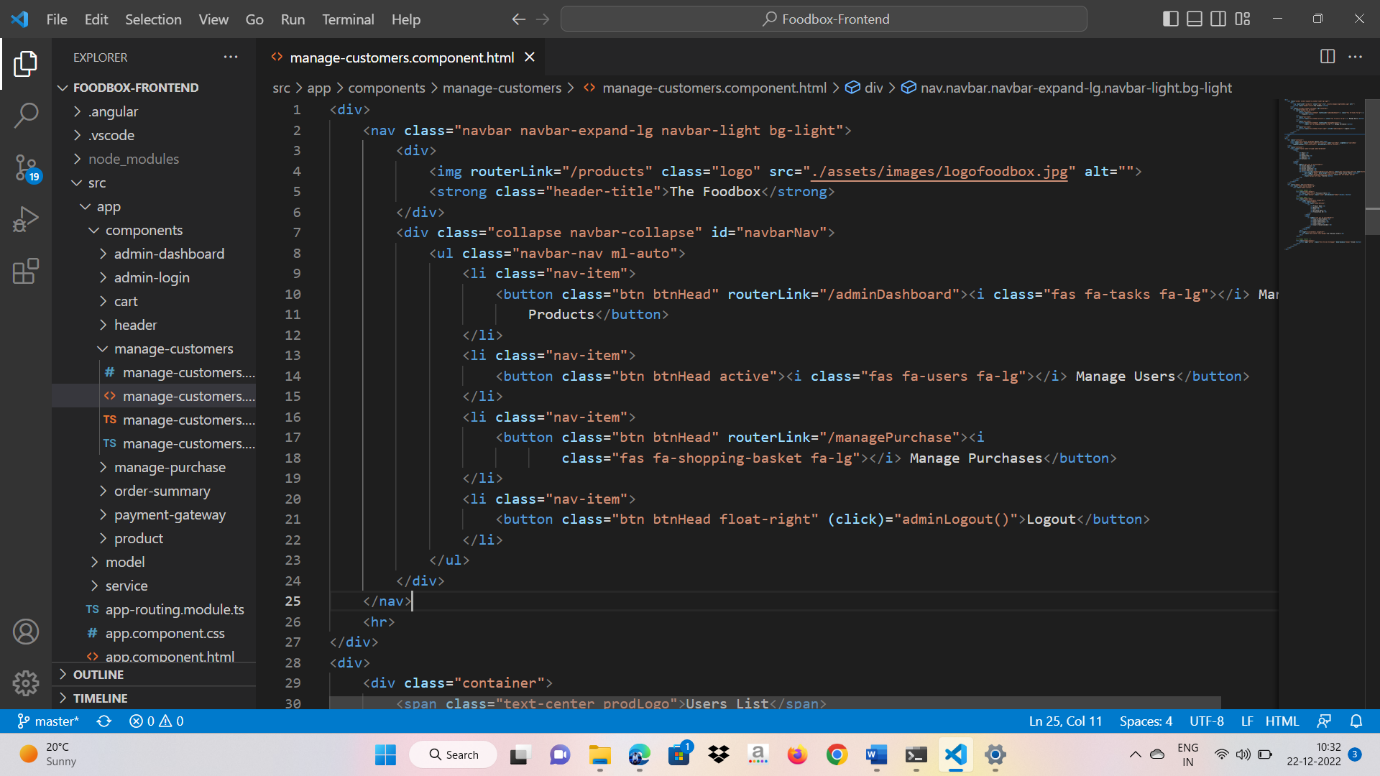 File Edit Selection View Go Run Terminal Help
Foodbox-Frontend
EXPLORER
FOODBOX-FRONTEND
.angular
.vscode
node_modules
src
app
components
admin-dashboard
admin-login
cart
header
manage-customers
# manage-customers....
<> manage-customers....
TS manage-customers....
TS manage-customers....
manage-purchase
order-summary
payment-gateway
product
model
service
TS app-routing.module.ts
# app.component.css
<> app.component.html
OUTLINE
TIMELINE
19
<> manage-customers.component.html
src > app > components > manage-customers > <> manage-customers.component.html > div > nav.navbar.navbar-expand-lg.navbar-light.bg-light
1 <div>
2 <nav class="navbar navbar-expand-lg navbar-light bg-light">
3 <div>
4 <img routerLink="/products" class="logo" src="./assets/images/logofoodbox.jpg" alt="">
5 <strong class="header-title">The Foodbox</strong>
6 </div>
7 <div class="collapse navbar-collapse" id="navbarNav">
8 <ul class="navbar-nav ml-auto">
9 <li class="nav-item">
10 <button class="btn btnHead" routerLink="/adminDashboard"><i class="fas fa-tasks fa-lg"></i> Man
11 Products</button>
12 </li>
13 <li class="nav-item">
14 <button class="btn btnHead active"><i class="fas fa-users fa-lg"></i> Manage Users</button>
15 </li>
16 <li class="nav-item">
17 <button class="btn btnHead" routerLink="/managePurchase"><i
18 class="fas fa-shopping-basket fa-lg"></i> Manage Purchases</button>
19 </li>
20 <li class="nav-item">
21 <button class="btn btnHead float-right" (click)="adminLogout()">Logout</button>
22 </li>
23 </ul>
24 </div>
25 </nav>
26 <hr>
27 </div>
28 <div>
29 <div class="container">
30 <span class="text-center prodLogo">Users List</span>
master* 0 0 Ln 25, Col 11 Spaces: 4 UTF-8 LF HTML
20°C
Sunny
Search
1
a
W
ENG
IN
10:32
22-12-2022
3